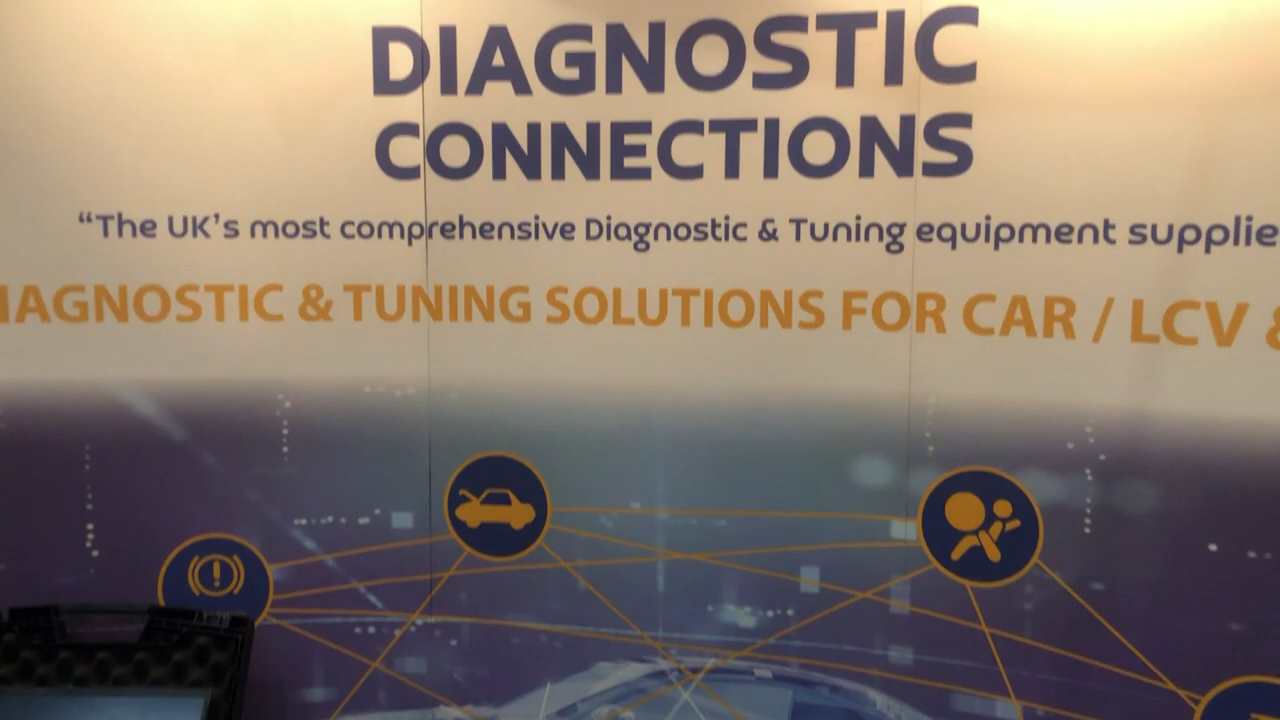 DIAGNOSTIC
CONNECTIONS
“The UK’s most comprehensive Diagnostic & Tuning equipment supplie
IAGNOSTIC & TUNING SOLUTIONS FOR CAR / LCV &